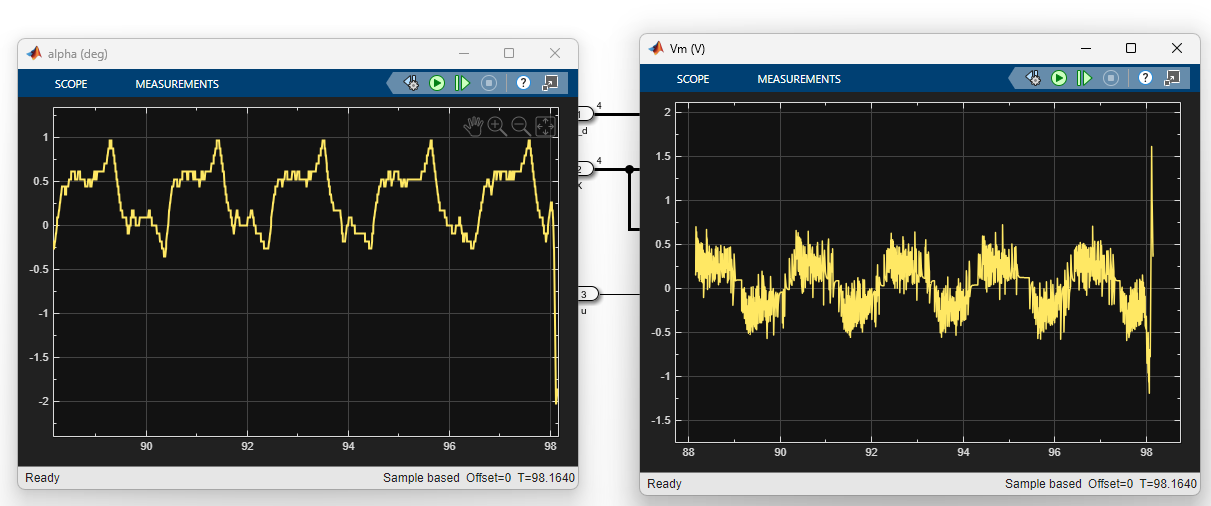 alpha (deg)
SCOPE MEASUREMENTS
?
1
0.5
0
-0.5
-1
-1.5
-2
90 92 94 96 98
Ready Sample based Offset=0 T=98.1640
4
1
_d
4
2
X
3
u
Vm (V)
SCOPE MEASUREMENTS
?
2
1.5
1
0.5
0
-0.5
-1
-1.5
88 90 92 94 96 98
Ready Sample based Offset=0 T=98.1640